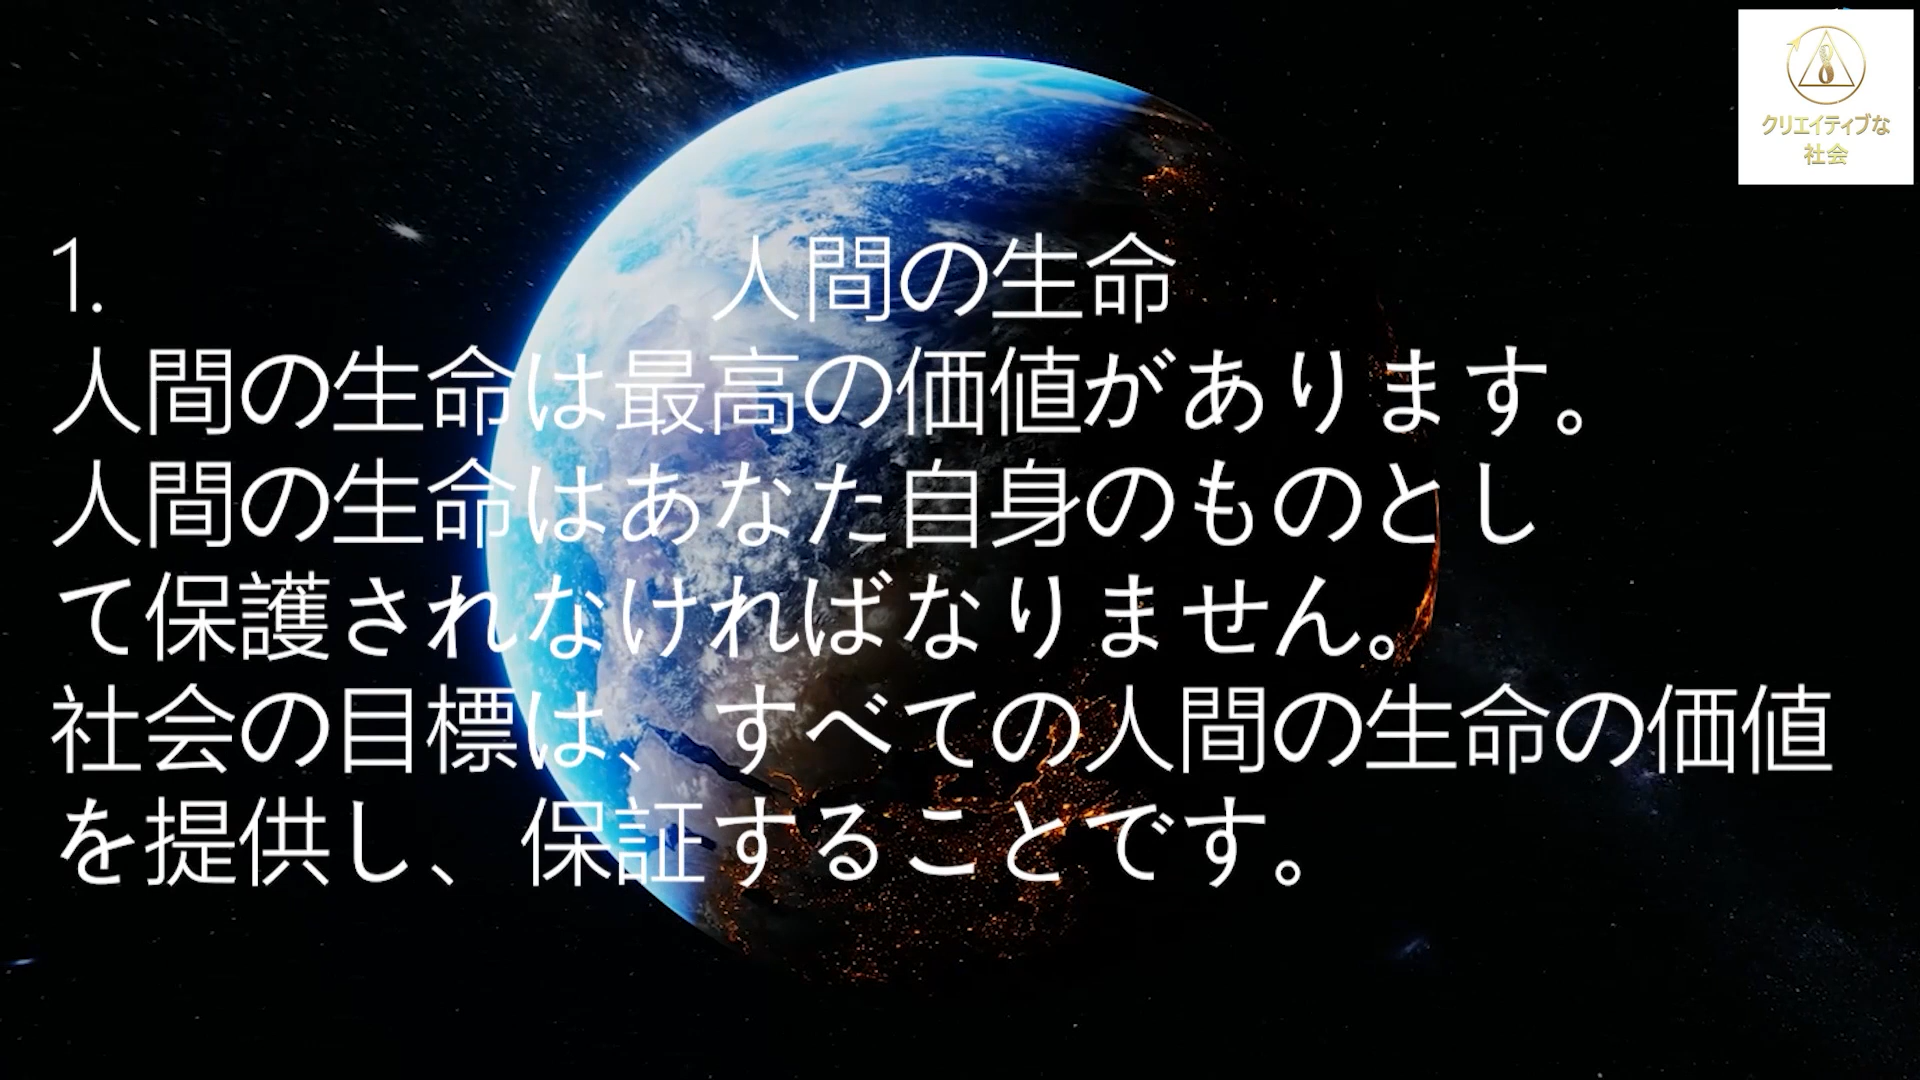 クリエイティブな
社会
1. 人間の生命
人間の生命は最高の価値があります。
人間の生命はあなた自身のものとし
て保護されなければなりません。
社会の目標は、すべての人間の生命の価値
を提供し、保証することです。